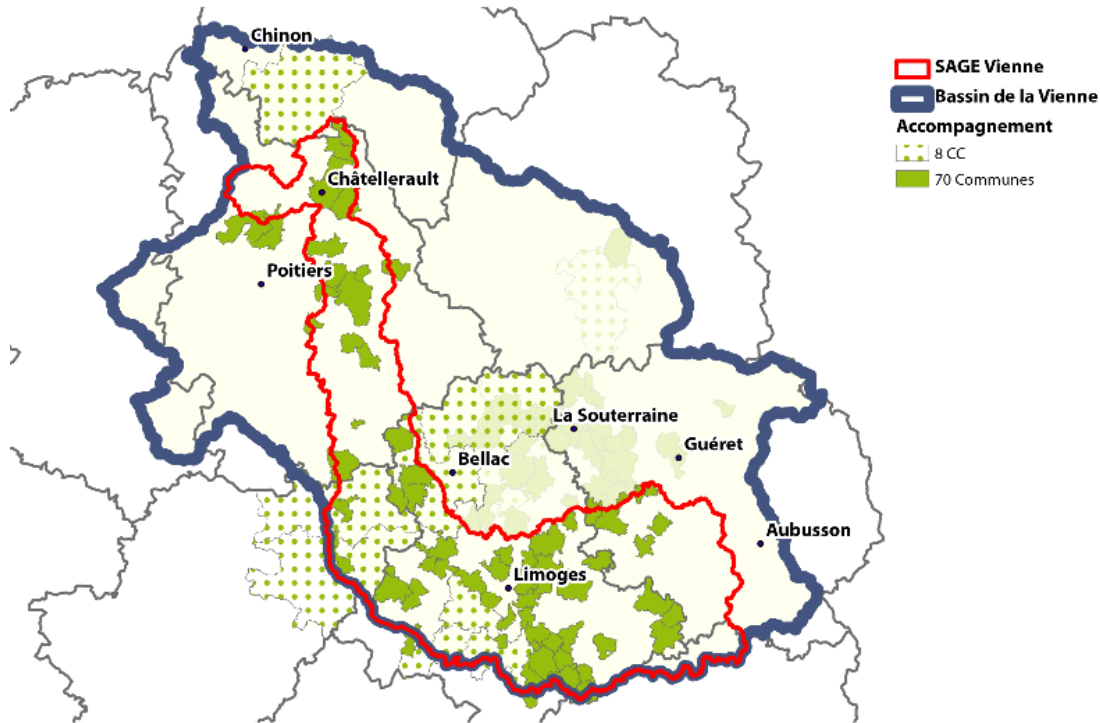 Chinon
SAGE Vienne
Bassin de la Vienne
Accompagnement
8 CC
70 Communes
Châtellerault
Poitiers
La Souterraine
Guéret
Bellac
Aubusson
Limoges